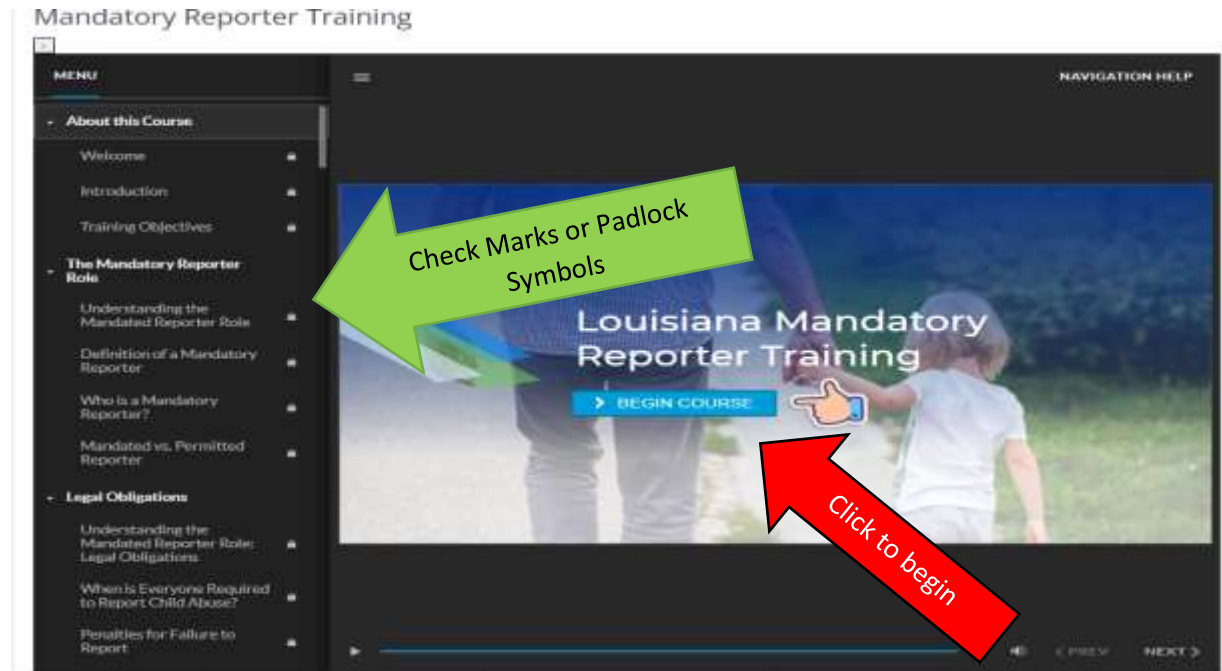 Mandatory Reporter Training
MENU
NAVIGATION HELP
About this Course
Welcome
Introduction
Training Objectives
The Mandatory Reporter
Role
Understanding the
Mandated Reporter Role
Definition of a Mandatory
Reporter
Who is a Mandatory
Reporter?
Mandated vs. Permitted
Reporter
Legal Obligations
Understanding the
Mandated Reporter Role:
Legal Obligations
When is Everyone Required
to Report Child Abuse?
Penalties for Failure to
Report
Check Marks or Padlock
Symbols
Louisiana Mandatory
Reporter Training
BEGIN COURSE
Click to begin
< PREV
NEXT >